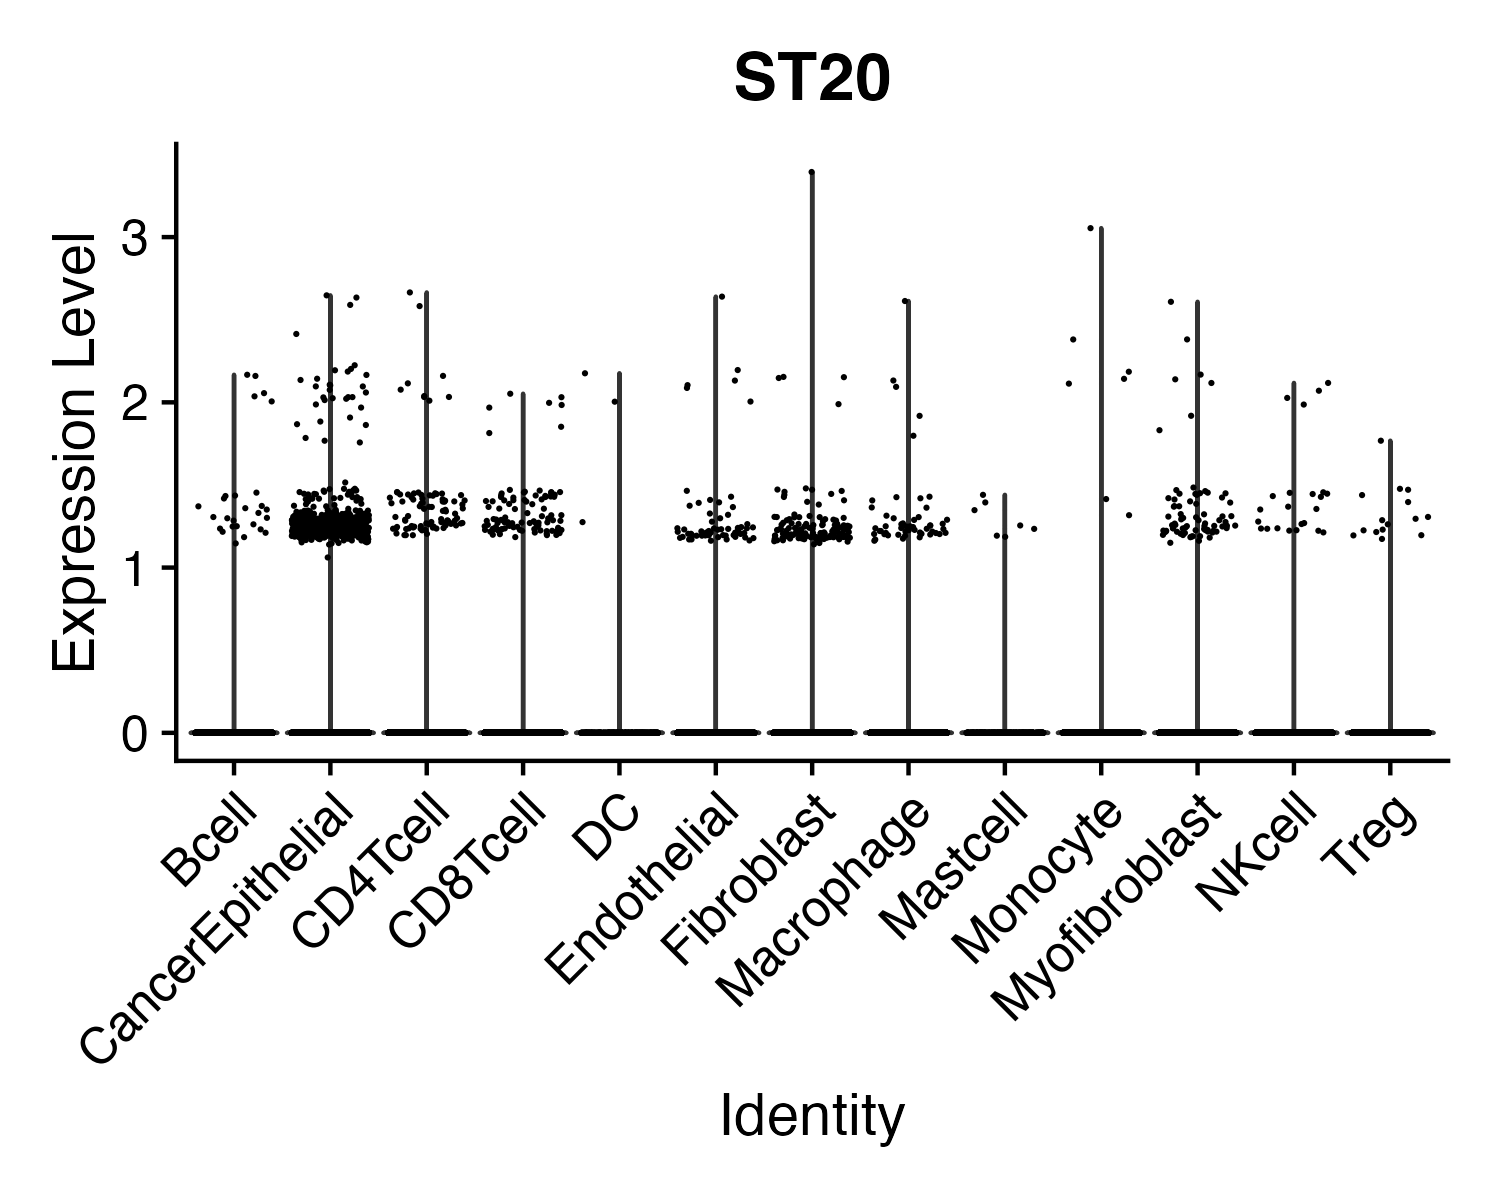 ST20
Expression Level
3
2
1
0
Bcell
CancerEpithelial
CD4Tcell
CD8Tcell
DC
Endothelial
Fibroblast
Macrophage
Mastcell
Monocyte
Myofibroblast
NKcell
Treg
Identity